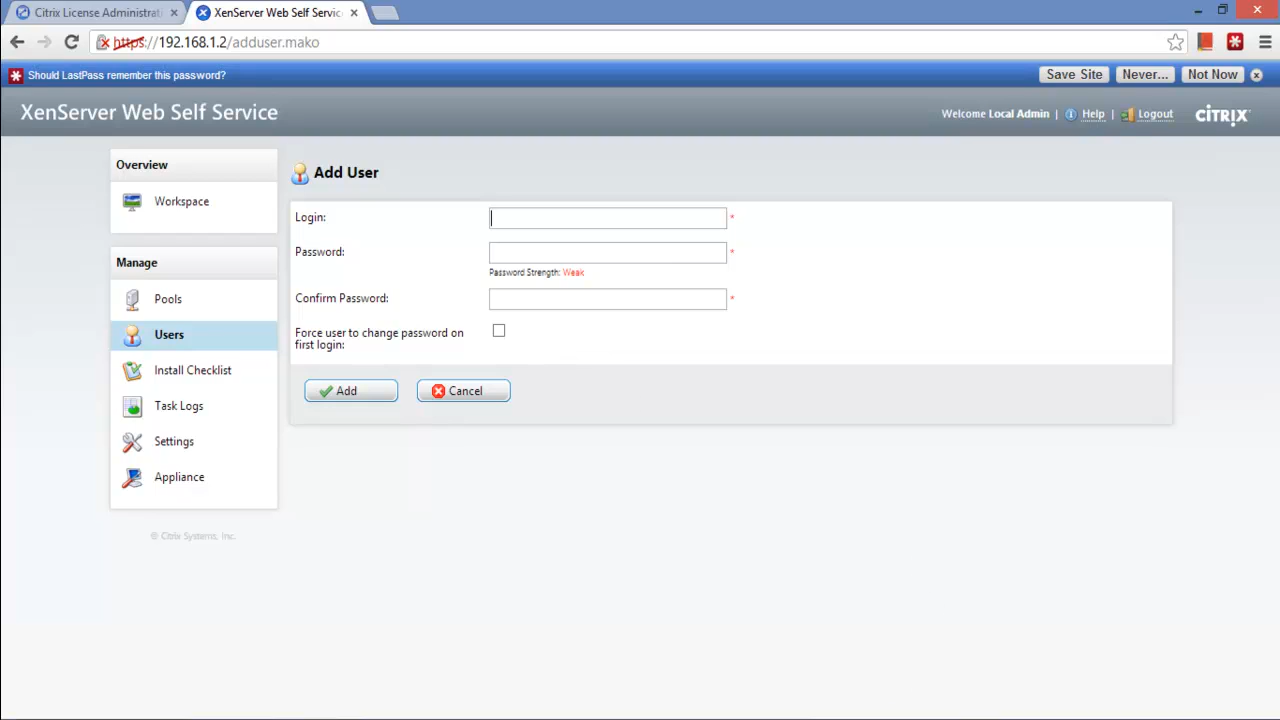 Citrix License Administrati
XenServer Web Self Servic
https://192.168.1.2/adduser.mako
Should LastPass remember this password?
Save Site
Never...
Not Now
XenServer Web Self Service
Welcome Local Admin | Help | Logout
CITRIX
Overview
Workspace
Manage
Pools
Users
Install Checklist
Task Logs
Settings
Appliance
© Citrix Systems, Inc.
Add User
Login: *
Password: *
Password Strength: Weak
Confirm Password: *
Force user to change password on
first login:
Add
Cancel